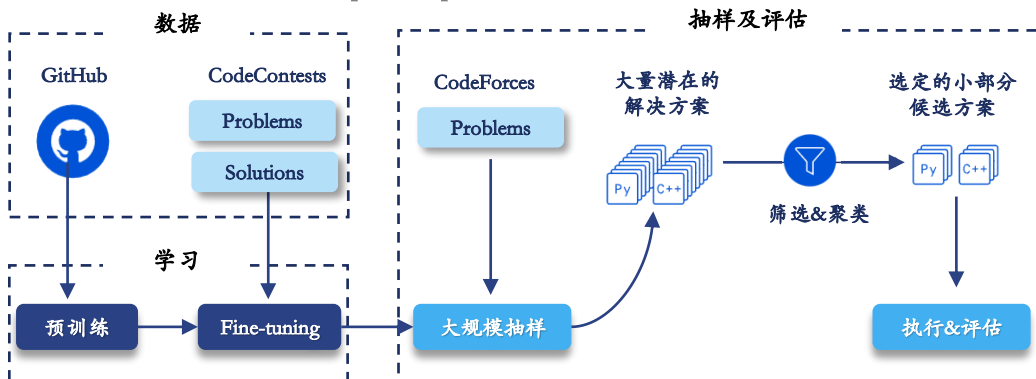 数据
GitHub
CodeContests
Problems
Solutions
学习
预训练
Fine-tuning
抽样及评估
CodeForces
Problems
大量潜在的
解决方案
Py
C++
筛选&聚类
选定的小部分
候选方案
Py
C++
大规模抽样
执行&评估